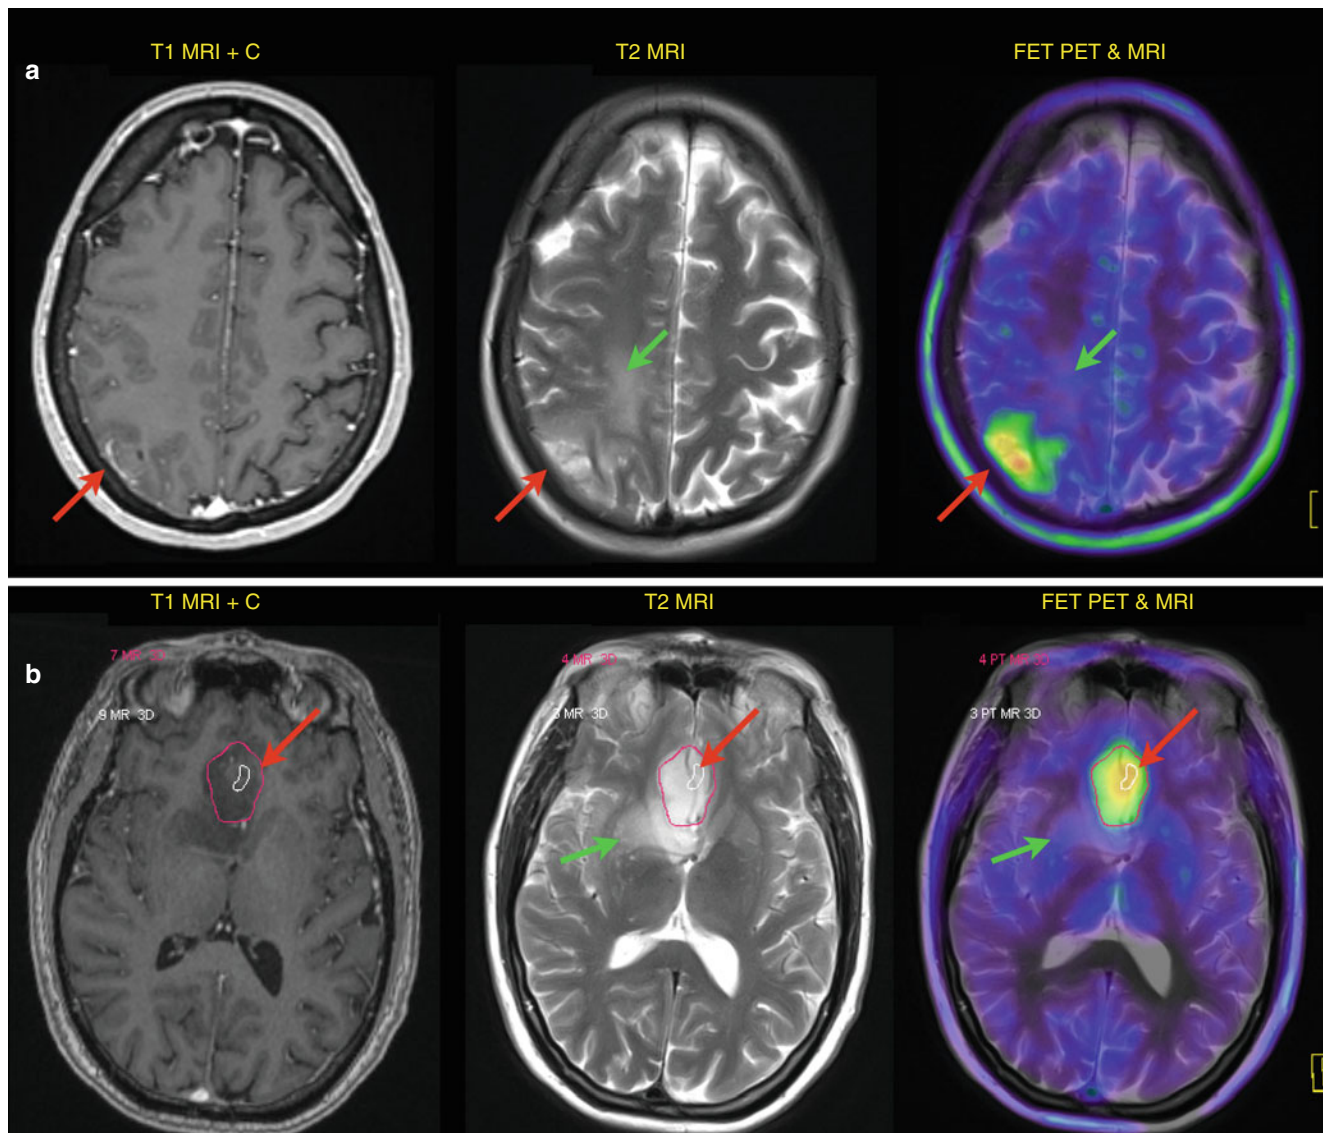 T1 MRI + C
T2 MRI
FET PET & MRI
a
T1 MRI + C
T2 MRI
FET PET & MRI
b
7 MR 3D
9 MR 3D
4 MR 3D
3 MR 3D
4 PT MR 3D
3 PT MR 3D